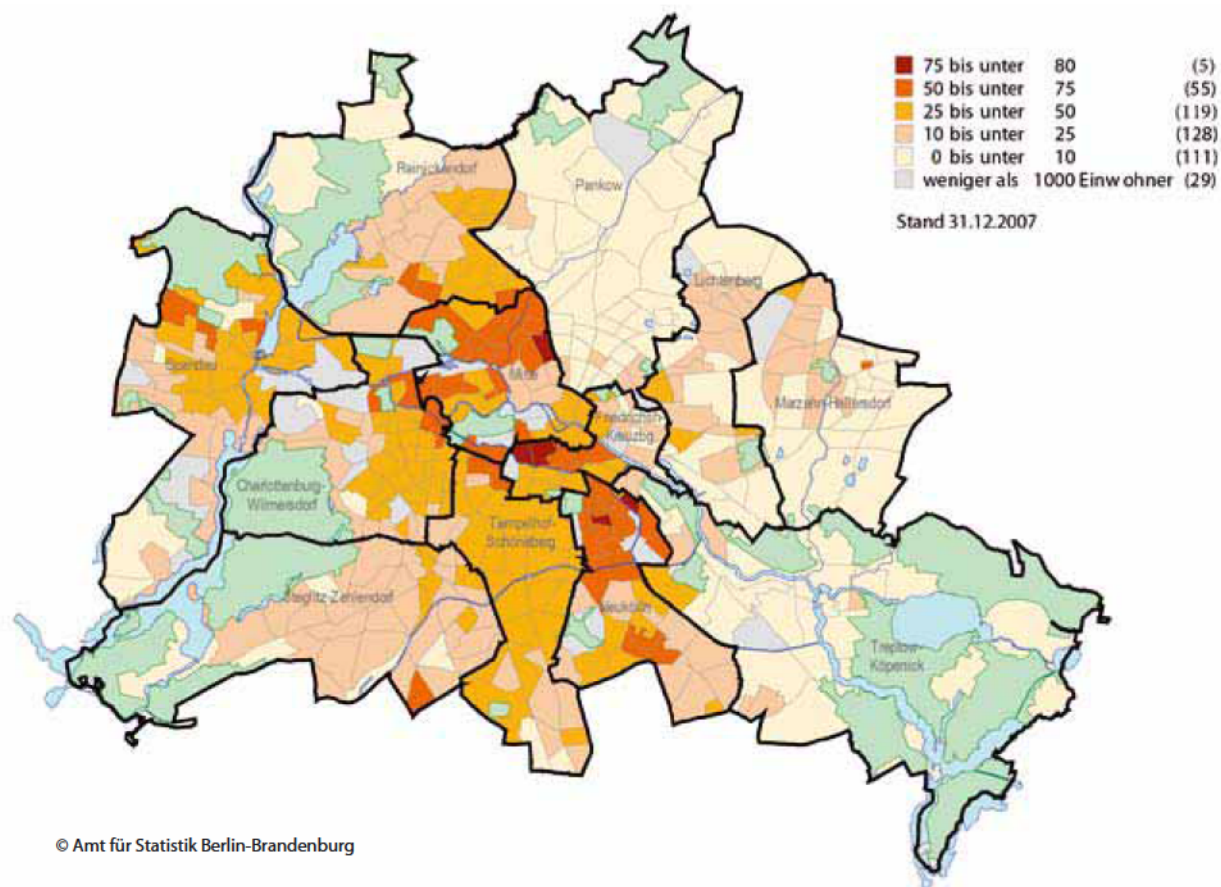 75 bis unter 80 (5)
50 bis unter 75 (55)
25 bis unter 50 (119)
10 bis unter 25 (128)
0 bis unter 10 (111)
weniger als 1000 Einwohner (29)
Stand 31.12.2007
Reinickendorf
Pankow
Lichtenberg
Spandau
Mitte
Marzahn-Hellersdorf
Friedrichsh.-
Kreuzbg.
Charlottenburg-
Wilmersdorf
Tempelhof-
Schöneberg
Steglitz-Zehlendorf
Neukölln
Treptow-
Köpenick
© Amt für Statistik Berlin-Brandenburg